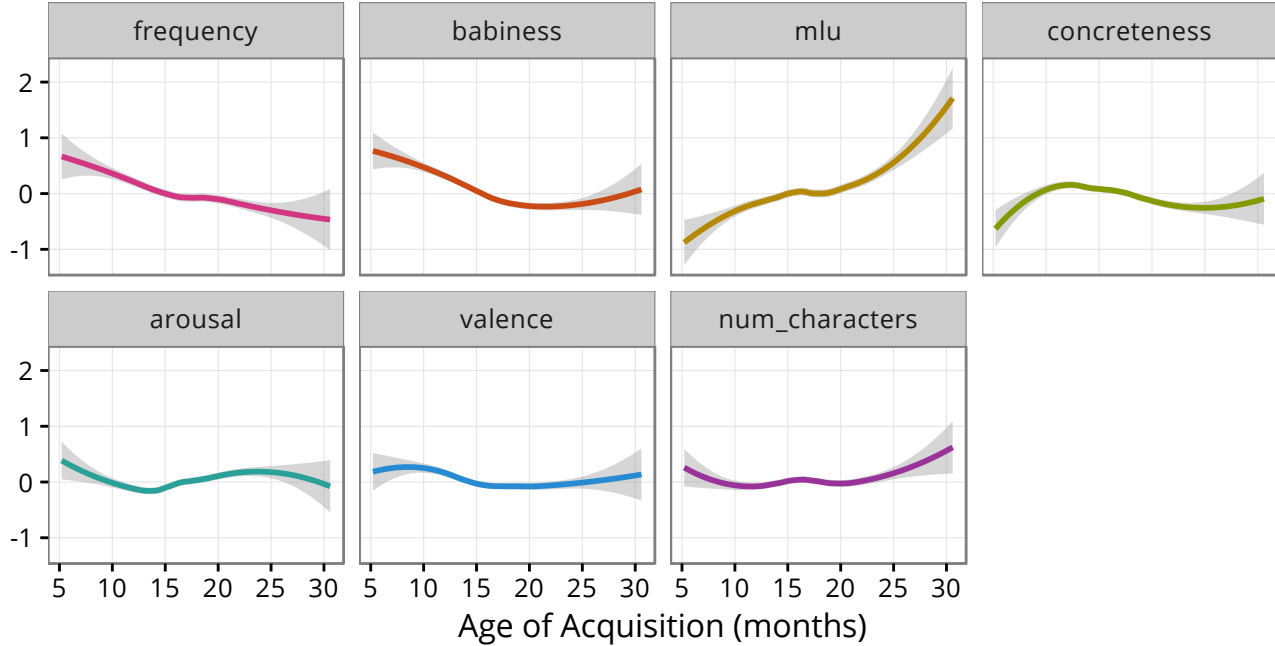 frequency babiness mlu concreteness
2
1
0
-1
arousal valence num_characters
2
1
0
-1
5 10 15 20 25 30 5 10 15 20 25 30 5 10 15 20 25 30
Age of Acquisition (months)